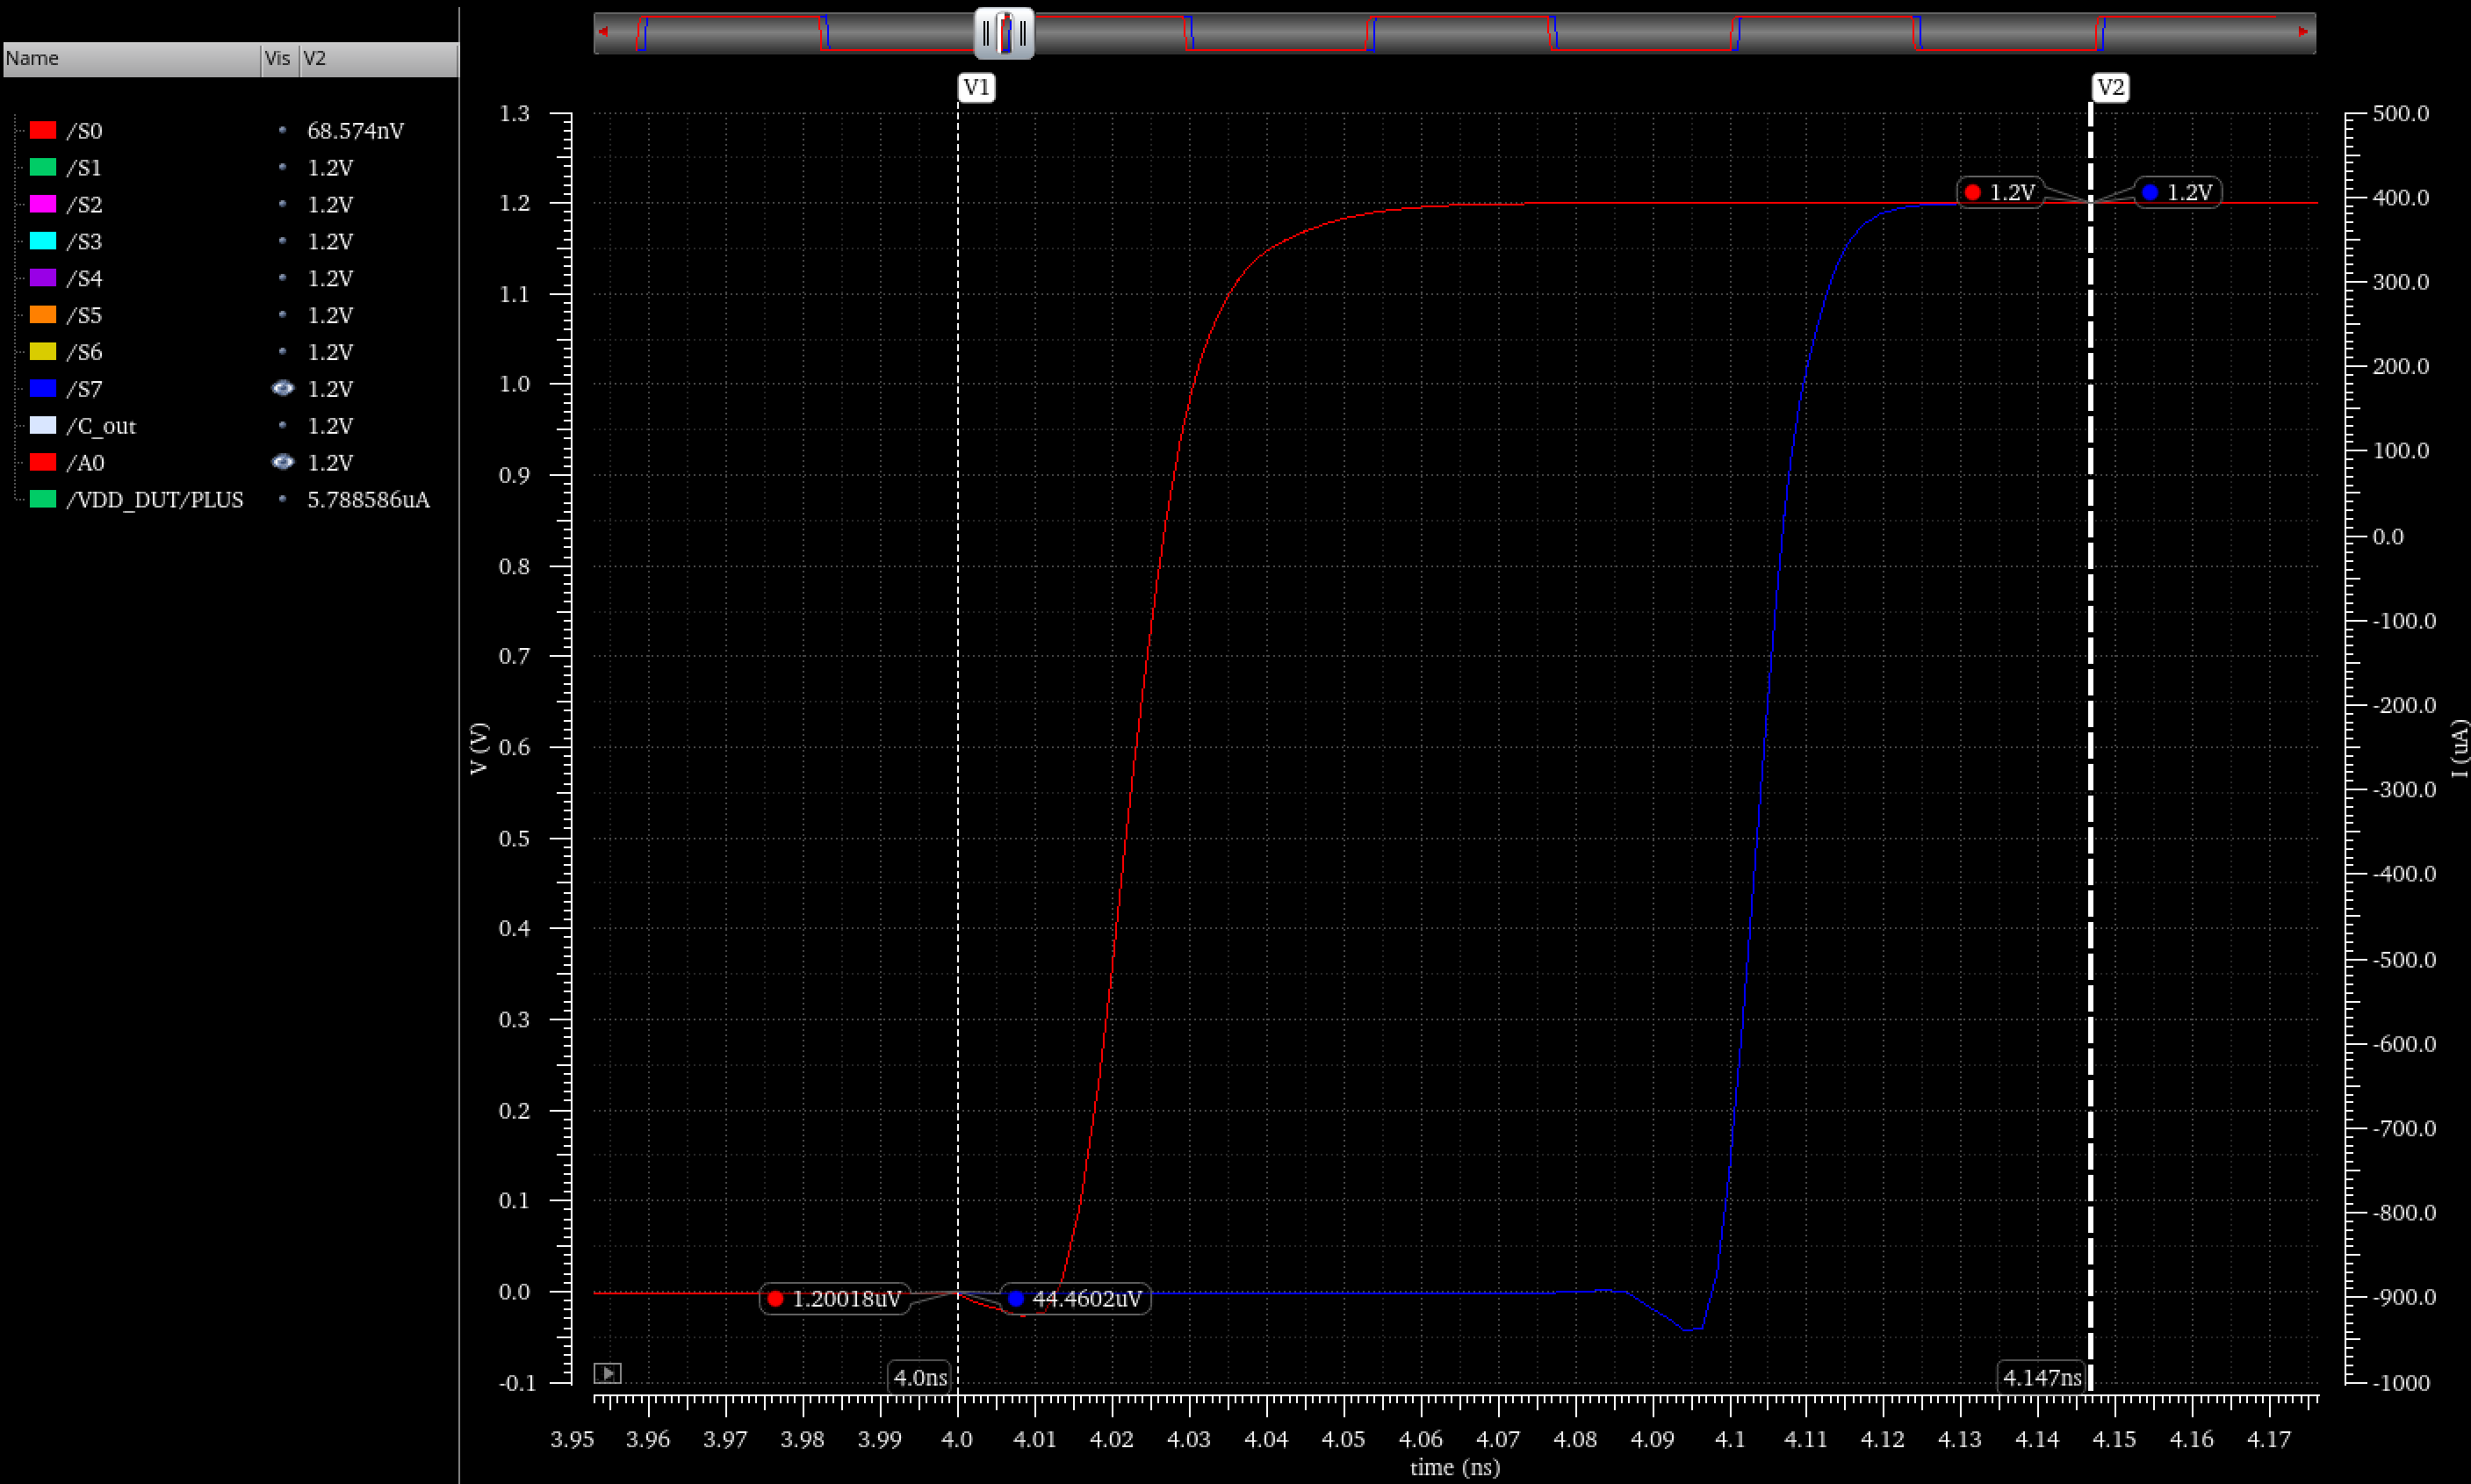 Name Vis V2
/S0 68.574nV
/S1 1.2V
/S2 1.2V
/S3 1.2V
/S4 1.2V
/S5 1.2V
/S6 1.2V
/S7 1.2V
/C_out 1.2V
/A0 1.2V
/VDD_DUT/PLUS 5.788586uA
V1
V2
V (V)
1.3
1.2
1.1
1.0
0.9
0.8
0.7
0.6
0.5
0.4
0.3
0.2
0.1
0.0
-0.1
1.2V
1.2V
1.20018uV
44.4602uV
4.0ns
4.147ns
500.0
400.0
300.0
200.0
100.0
0.0
-100.0
-200.0
-300.0
-400.0
-500.0
-600.0
-700.0
-800.0
-900.0
-1000
I (uA)
3.95 3.96 3.97 3.98 3.99 4.0 4.01 4.02 4.03 4.04 4.05 4.06 4.07 4.08 4.09 4.1 4.11 4.12 4.13 4.14 4.15 4.16 4.17
time (ns)